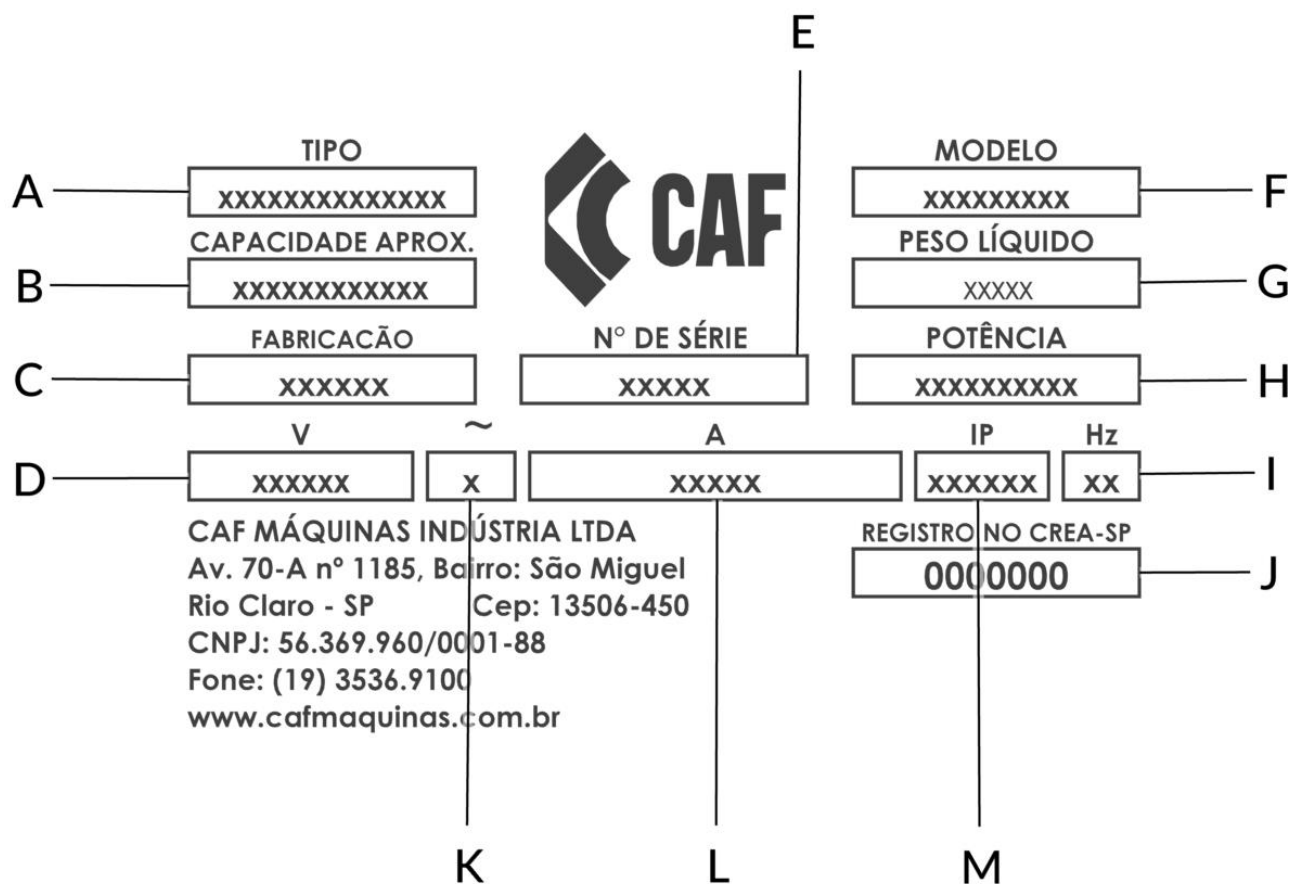 E
TIPO
CAF
MODELO
A
xxxxxxxxxxxxxx
xxxxxxxxx
F
CAPACIDADE APROX.
PESO LÍQUIDO
B
xxxxxxxxxxxx
xxxxx
G
FABRICACÃO
N° DE SÉRIE
POTÊNCIA
C
xxxxxx
xxxxx
xxxxxxxxxx
H
V
~
A
IP
Hz
D
xxxxxx
x
xxxxx
xxxxxx
xx
I
CAF MÁQUINAS INDÚSTRIA LTDA
REGISTRO NO CREA-SP
Av. 70-A nº 1185, Bairro: São Miguel
0000000
J
Rio Claro - SP Cep: 13506-450
CNPJ: 56.369.960/0001-88
Fone: (19) 3536.9100
www.cafmaquinas.com.br
K
L
M